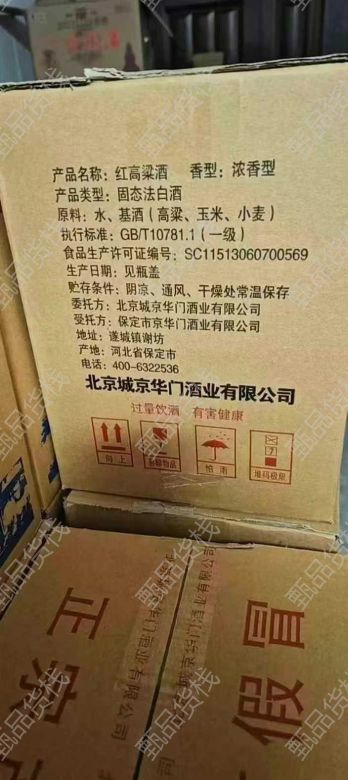 产品名称：红高粱酒 香型：浓香型
产品类型：固态法白酒
原料：水、基酒（高粱、玉米、小麦）
执行标准：GB/T10781.1（一级）
食品生产许可证编号：SC11513060700569
生产日期：见瓶盖
贮存条件：阴凉、通风、干燥处常温保存
委托方：北京城京华门酒业有限公司
受托方：保定市京华门酒业有限公司
地址：遂城镇谢坊
产地：河北省保定市
电话：400-6322536
北京城京华门酒业有限公司
过量饮酒 有害健康
向上
易碎物品
怕雨
7
堆码极限
正宗
假冒
甄品货栈